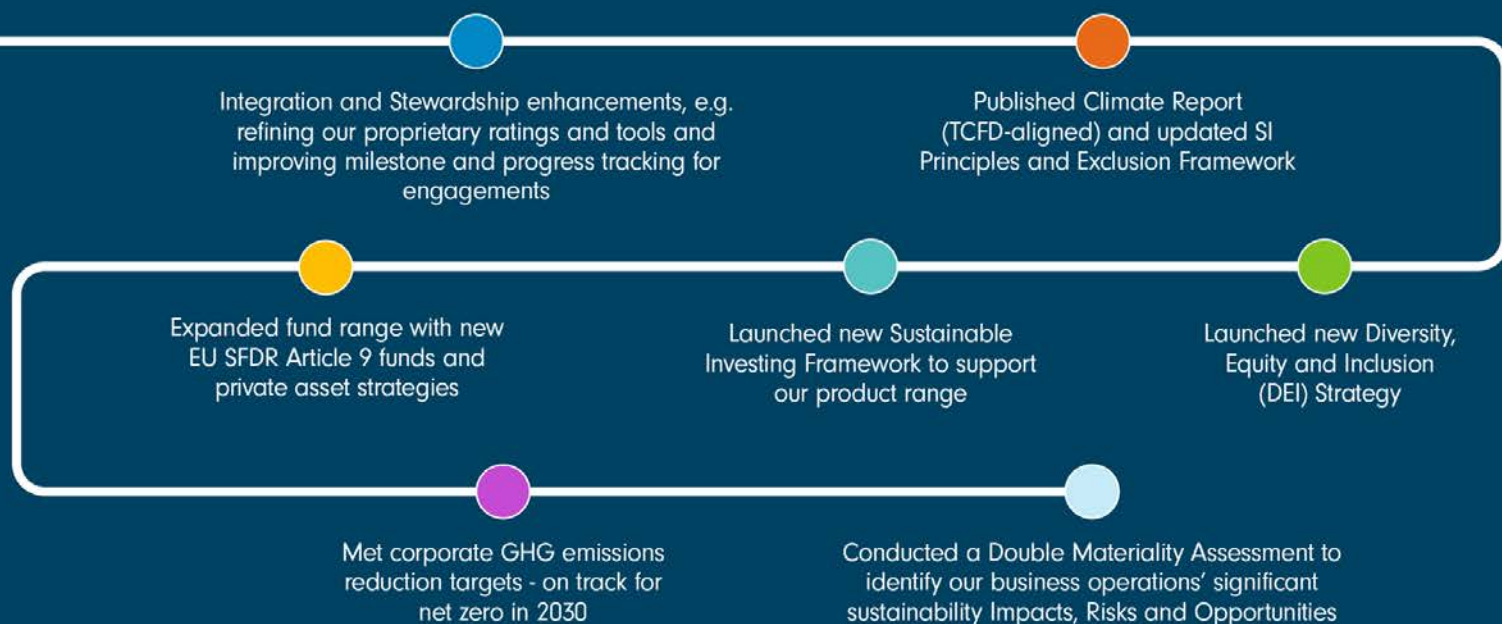 Integration and Stewardship enhancements, e.g.
refining our proprietary ratings and tools and
improving milestone and progress tracking for
engagements
Published Climate Report
(TCFD-aligned) and updated SI
Principles and Exclusion Framework
Expanded fund range with new
EU SFDR Article 9 funds and
private asset strategies
Launched new Sustainable
Investing Framework to support
our product range
Launched new Diversity,
Equity and Inclusion
(DEI) Strategy
Met corporate GHG emissions
reduction targets - on track for
net zero in 2030
Conducted a Double Materiality Assessment to
identify our business operations’ significant
sustainability Impacts, Risks and Opportunities